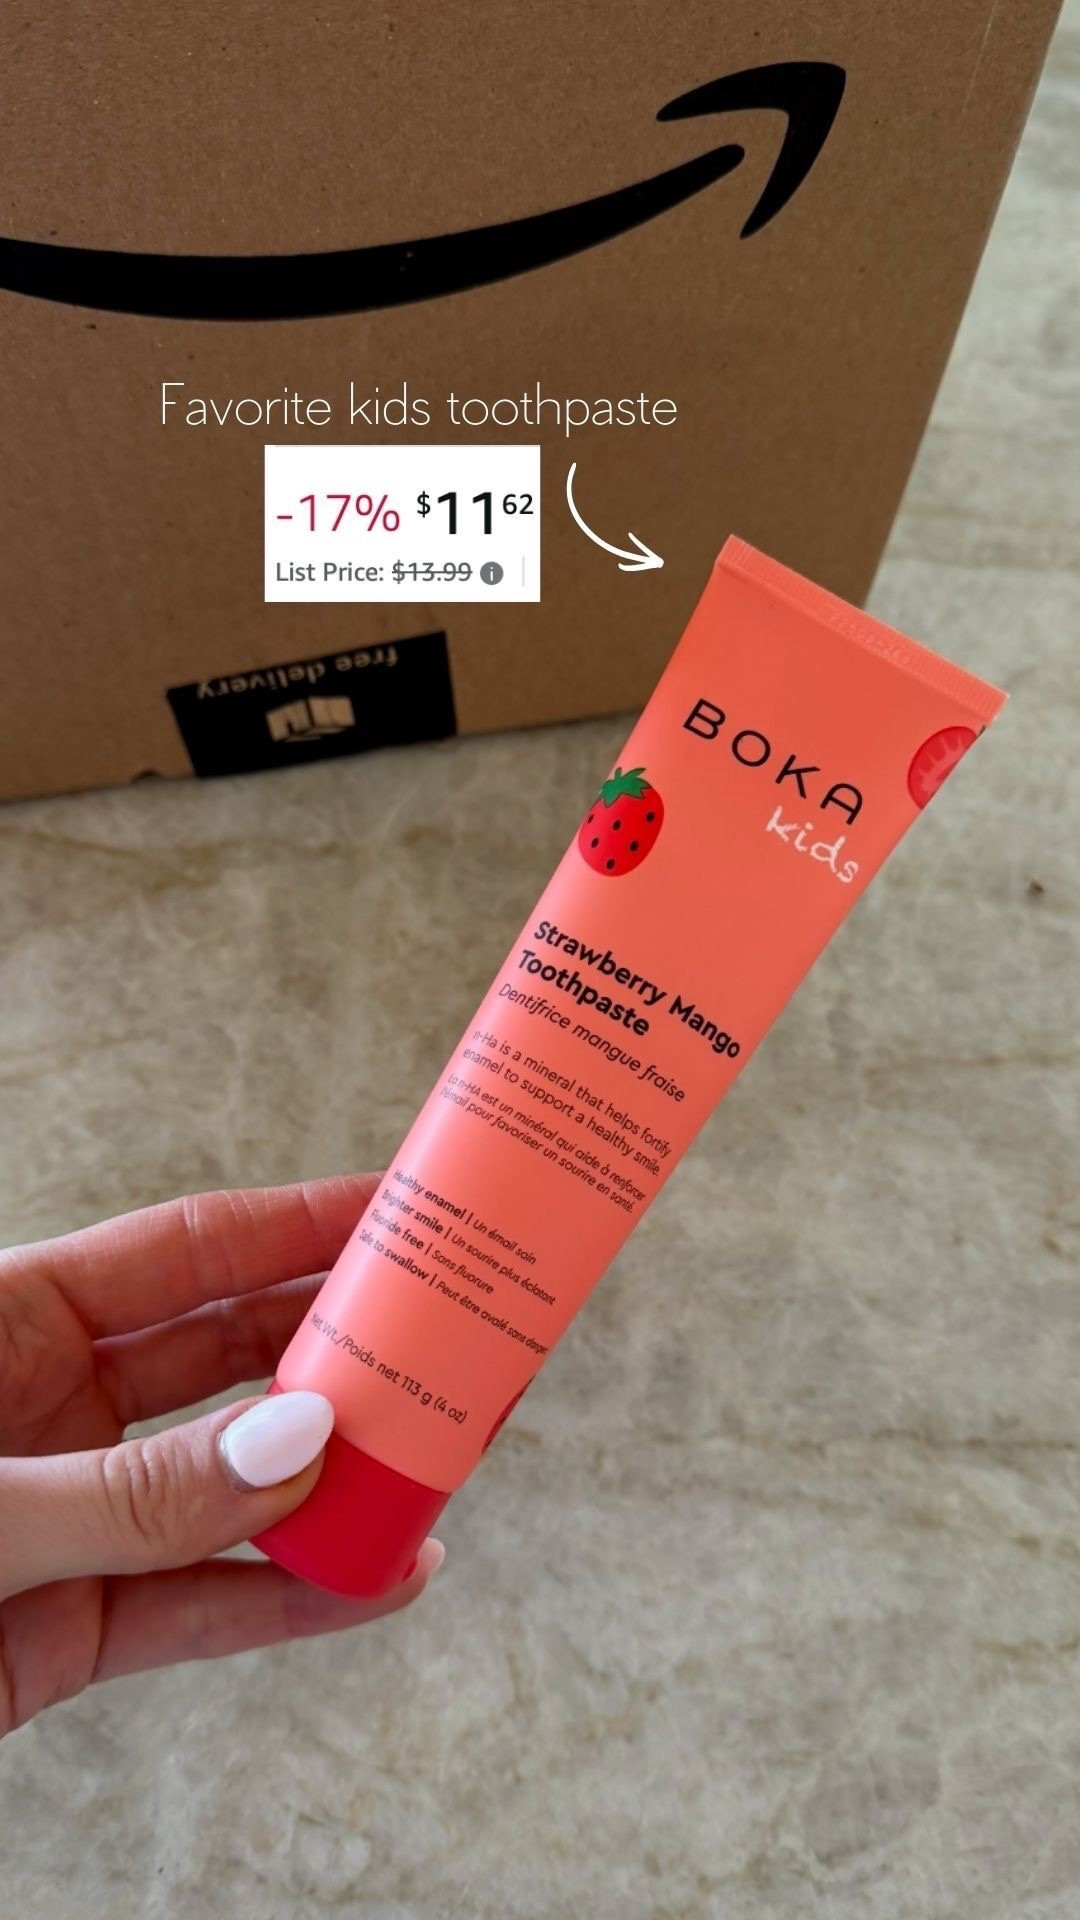 Favorite kids toothpaste
-17% $11 62
List Price: $13.99
free delivery
BOKA
kids
Strawberry Mango
Toothpaste
Dentifrice mangue fraise
n-Ha is a mineral that helps fortify
enamel to support a healthy smile.
La n-HA est un minéral qui aide à renforcer
l'émail pour favoriser un sourire en santé.
Healthy enamel | Un émail sain
Brighter smile | Un sourire plus éclatant
Fluoride free | Sans fluorure
Safe to swallow | Peut être avalé sans danger
Net Wt./Poids net 113 g (4 oz)